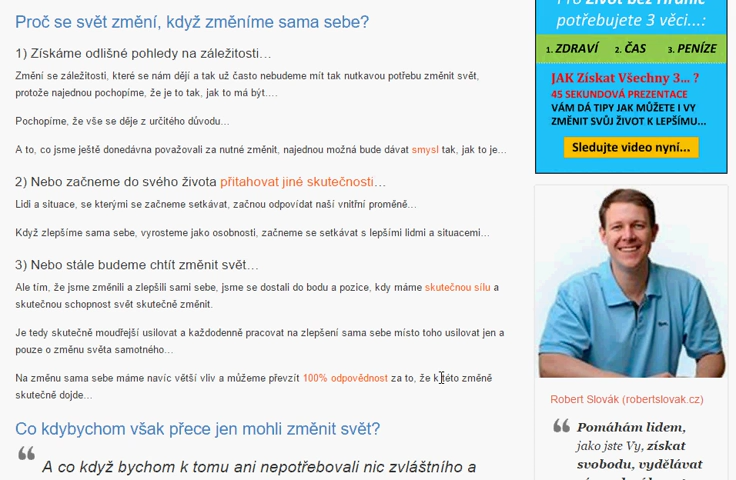 Proč se svět změní, když změníme sama sebe?
1) Získáme odlišné pohledy na záležitosti…
Změní se záležitosti, které se nám dějí a tak už často nebudeme mít tak nutkavou potřebu změnit svět,
protože najednou pochopíme, že je to tak, jak to má být….
Pochopíme, že vše se děje z určitého důvodu…
A to, co jsme ještě donedávna považovali za nutné změnit, najednou možná bude dávat smysl tak, jak to je…
2) Nebo začneme do svého života přitahovat jiné skutečnosti…
Lidi a situace, se kterými se začneme setkávat, začnou odpovídat naší vnitřní proměně…
Když zlepšíme sama sebe, vyrosteme jako osobnosti, začneme se setkávat s lepšími lidmi a situacemi…
3) Nebo stále budeme chtít změnit svět…
Ale tím, že jsme změnili a zlepšili sami sebe, jsme se dostali do bodu a pozice, kdy máme skutečnou sílu a
skutečnou schopnost svět skutečně změnit.
Je tedy skutečně moudřejší usilovat a každodenně pracovat na zlepšení sama sebe místo toho usilovat jen a
pouze o změnu světa samotného…
Na změnu sama sebe máme navíc větší vliv a můžeme převzít 100% odpovědnost za to, že k této změně
skutečně dojde…
Co kdybychom však přece jen mohli změnit svět?
A co když bychom k tomu ani nepotřebovali nic zvláštního a
Pro Život bez Hranic
potřebujete 3 věci...:
1. ZDRAVÍ 2. ČAS 3. PENÍZE
JAK Získat Všechny 3... ?
45 SEKUNDOVÁ PREZENTACE
VÁM DÁ TIPY JAK MŮŽETE I VY
ZMĚNIT SVŮJ ŽIVOT K LEPŠÍMU...
Sledujte video nyní...
Robert Slovák (robertslovak.cz)
Pomáhám lidem,
jako jste Vy, získat
svobodu, vydělávat